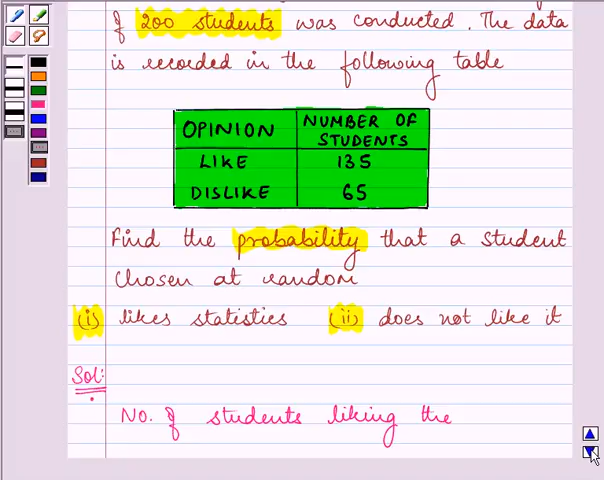 of 200 students was conducted. The data
is recorded in the following table
OPINION NUMBER OF STUDENTS
LIKE 135
DISLIKE 65
Find the probability that a student
chosen at random
(i) likes statistics (ii) does not like it
Sol:
No. of students liking the